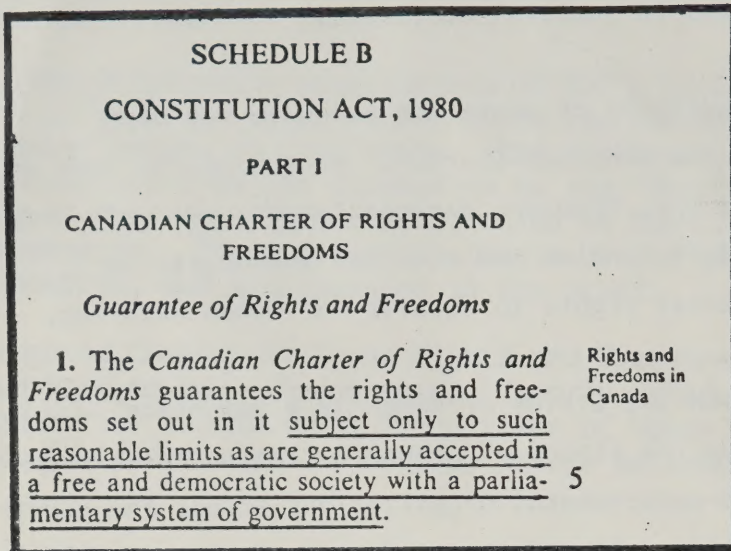 SCHEDULE B
CONSTITUTION ACT, 1980
PART I
CANADIAN CHARTER OF RIGHTS AND
FREEDOMS
Guarantee of Rights and Freedoms
1. The Canadian Charter of Rights and
Freedoms guarantees the rights and free-
doms set out in it subject only to such
reasonable limits as are generally accepted in
a free and democratic society with a parlia-
mentary system of government.
Rights and
Freedoms in
Canada
5